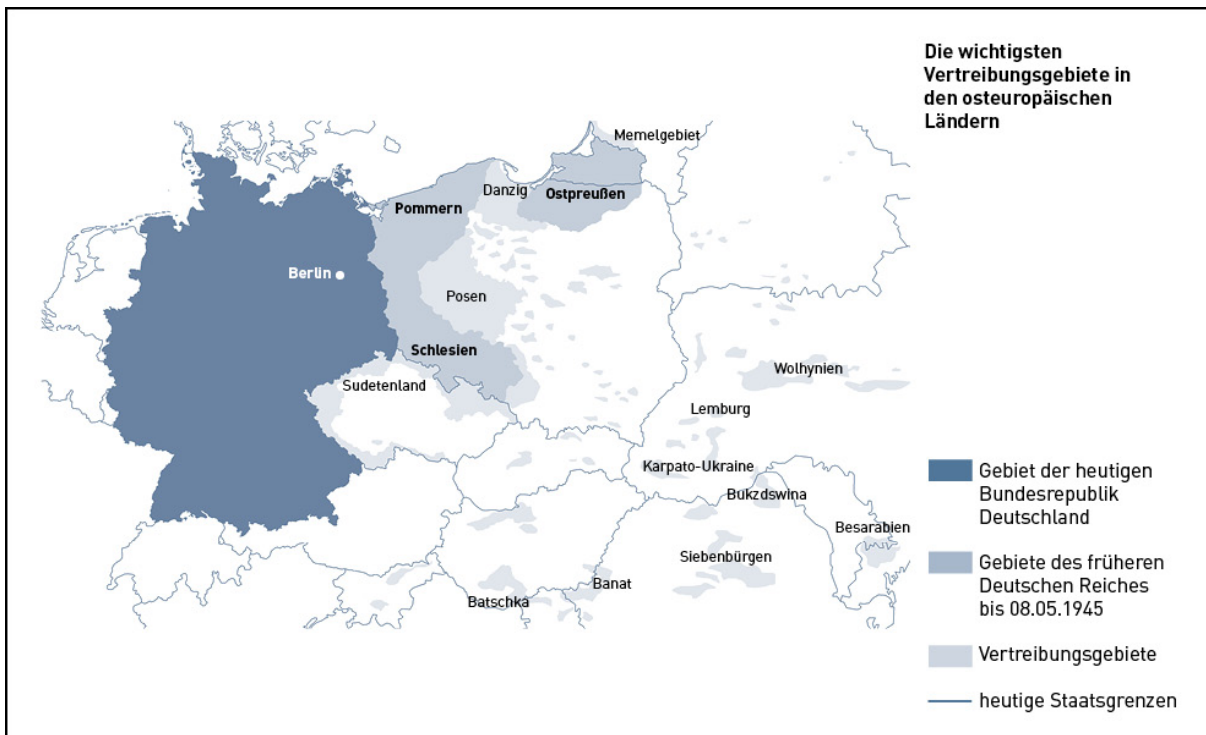 Die wichtigsten
Vertreibungsgebiete in
den osteuropäischen
Ländern
Memelgebiet
Danzig
Ostpreußen
Pommern
Berlin
Posen
Schlesien
Sudetenland
Wolhynien
Lemburg
Karpato-Ukraine
Bukzdswina
Besarabien
Siebenbürgen
Banat
Batschka
Gebiet der heutigen
Bundesrepublik
Deutschland
Gebiete des früheren
Deutschen Reiches
bis 08.05.1945
Vertreibungsgebiete
heutige Staatsgrenzen